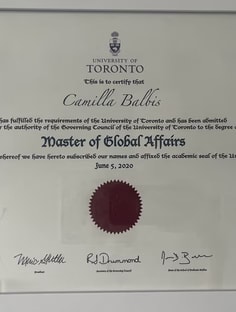 UNIVERSITY OF
TORONTO
This is to certify that
Camilla Balbis
has fulfilled the requirements of the University of Toronto and has been admitted
the authority of the Governing Council of the University of Toronto to the degree
Master of Global Affairs
whereof we have hereto subscribed our names and affixed the academic seal of the
June 5, 2020